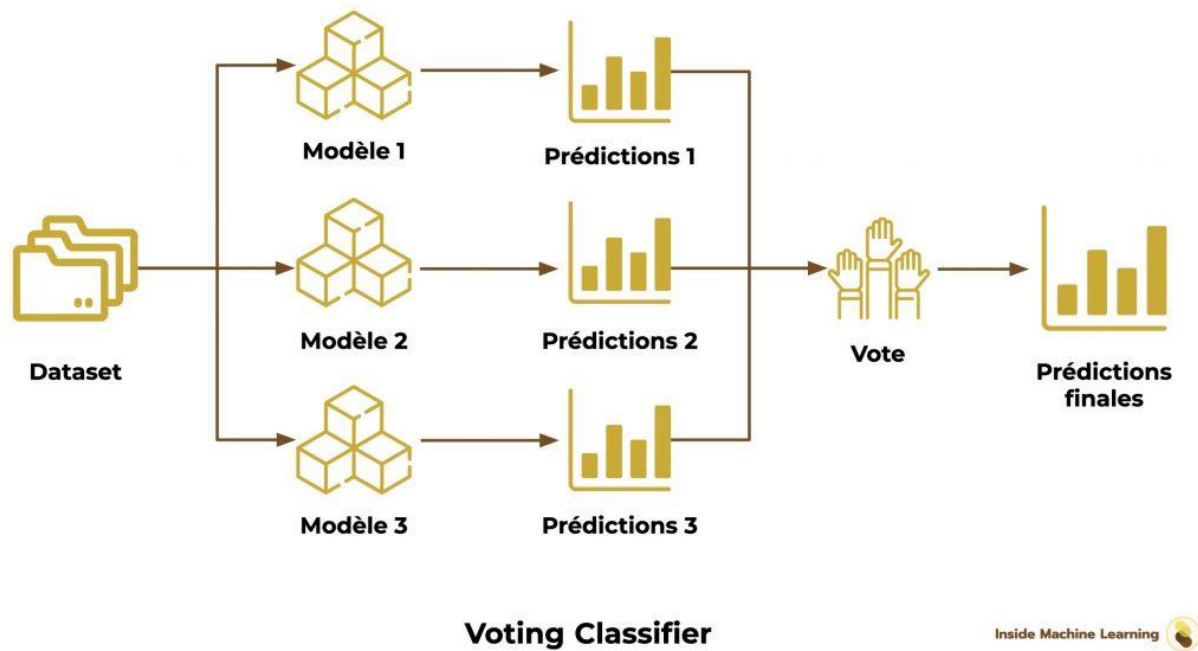 Modèle 1
Prédictions 1
Dataset
Modèle 2
Prédictions 2
Vote
Prédictions
finales
Modèle 3
Prédictions 3
Voting Classifier
Inside Machine Learning